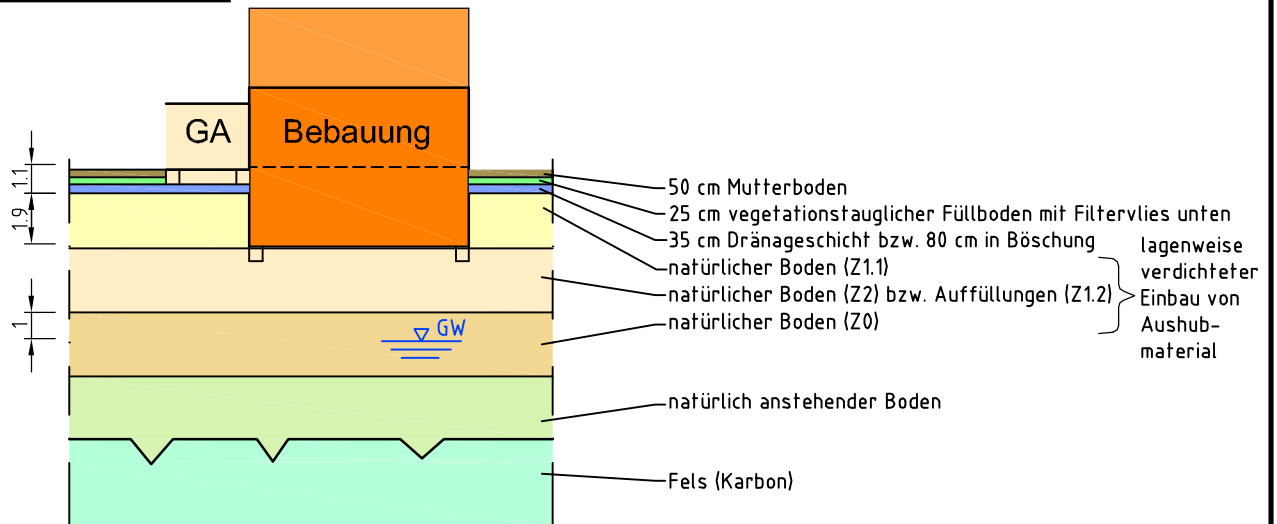 GA
Bebauung
1.1
1.9
1
GW
50 cm Mutterboden
25 cm vegetationstauglicher Füllboden mit Filtervlies unten
35 cm Dränageschicht bzw. 80 cm in Böschung
natürlicher Boden (Z1.1)
natürlicher Boden (Z2) bzw. Auffüllungen (Z1.2)
natürlicher Boden (Z0)
lagenweise
verdichteter
Einbau von
Aushub-
material
natürlich anstehender Boden
Fels (Karbon)